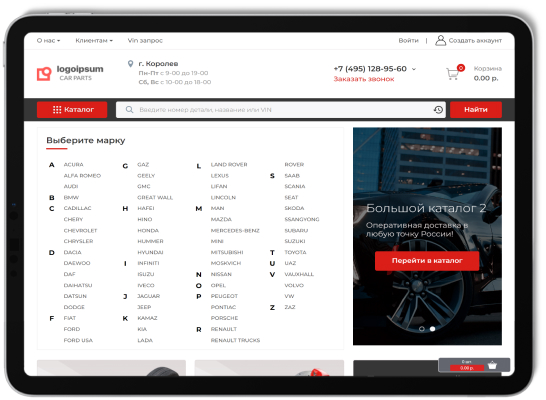 О нас Клиентам Vin запрос Войти | Создать аккаунт
logoipsum
CAR PARTS
г. Королев
Пн-Пт с 9-00 до 19-00
Сб, Вс с 10-00 до 18-00
+7 (495) 128-95-60
Заказать звонок
0
Корзина
0.00 р.
Каталог
Введите номер детали, название или VIN
Найти
Выберите марку
A ACURA
ALFA ROMEO
AUDI
B BMW
C CADILLAC
CHERY
CHEVROLET
CHRYSLER
D DACIA
DAEWOO
DAF
DAIHATSU
DATSUN
DODGE
F FIAT
FORD
FORD USA
G GAZ
GEELY
GMC
GREAT WALL
H HAFEI
HINO
HONDA
HUMMER
HYUNDAI
I INFINITI
ISUZU
IVECO
J JAGUAR
JEEP
K KAMAZ
KIA
LADA
L LAND ROVER
LEXUS
LIFAN
LINCOLN
M MAN
MAZDA
MERCEDES-BENZ
MINI
MITSUBISHI
MOSKVICH
N NISSAN
O OPEL
P PEUGEOT
PONTIAC
PORSCHE
R RENAULT
RENAULT TRUCKS
ROVER
S SAAB
SCANIA
SEAT
SKODA
SSANGYONG
SUBARU
SUZUKI
T TOYOTA
U UAZ
V VAUXHALL
VOLVO
VW
Z ZAZ
Большой каталог 2
Оперативная доставка в
любую точку России!
Перейти в каталог
0 шт.
0.00 р.